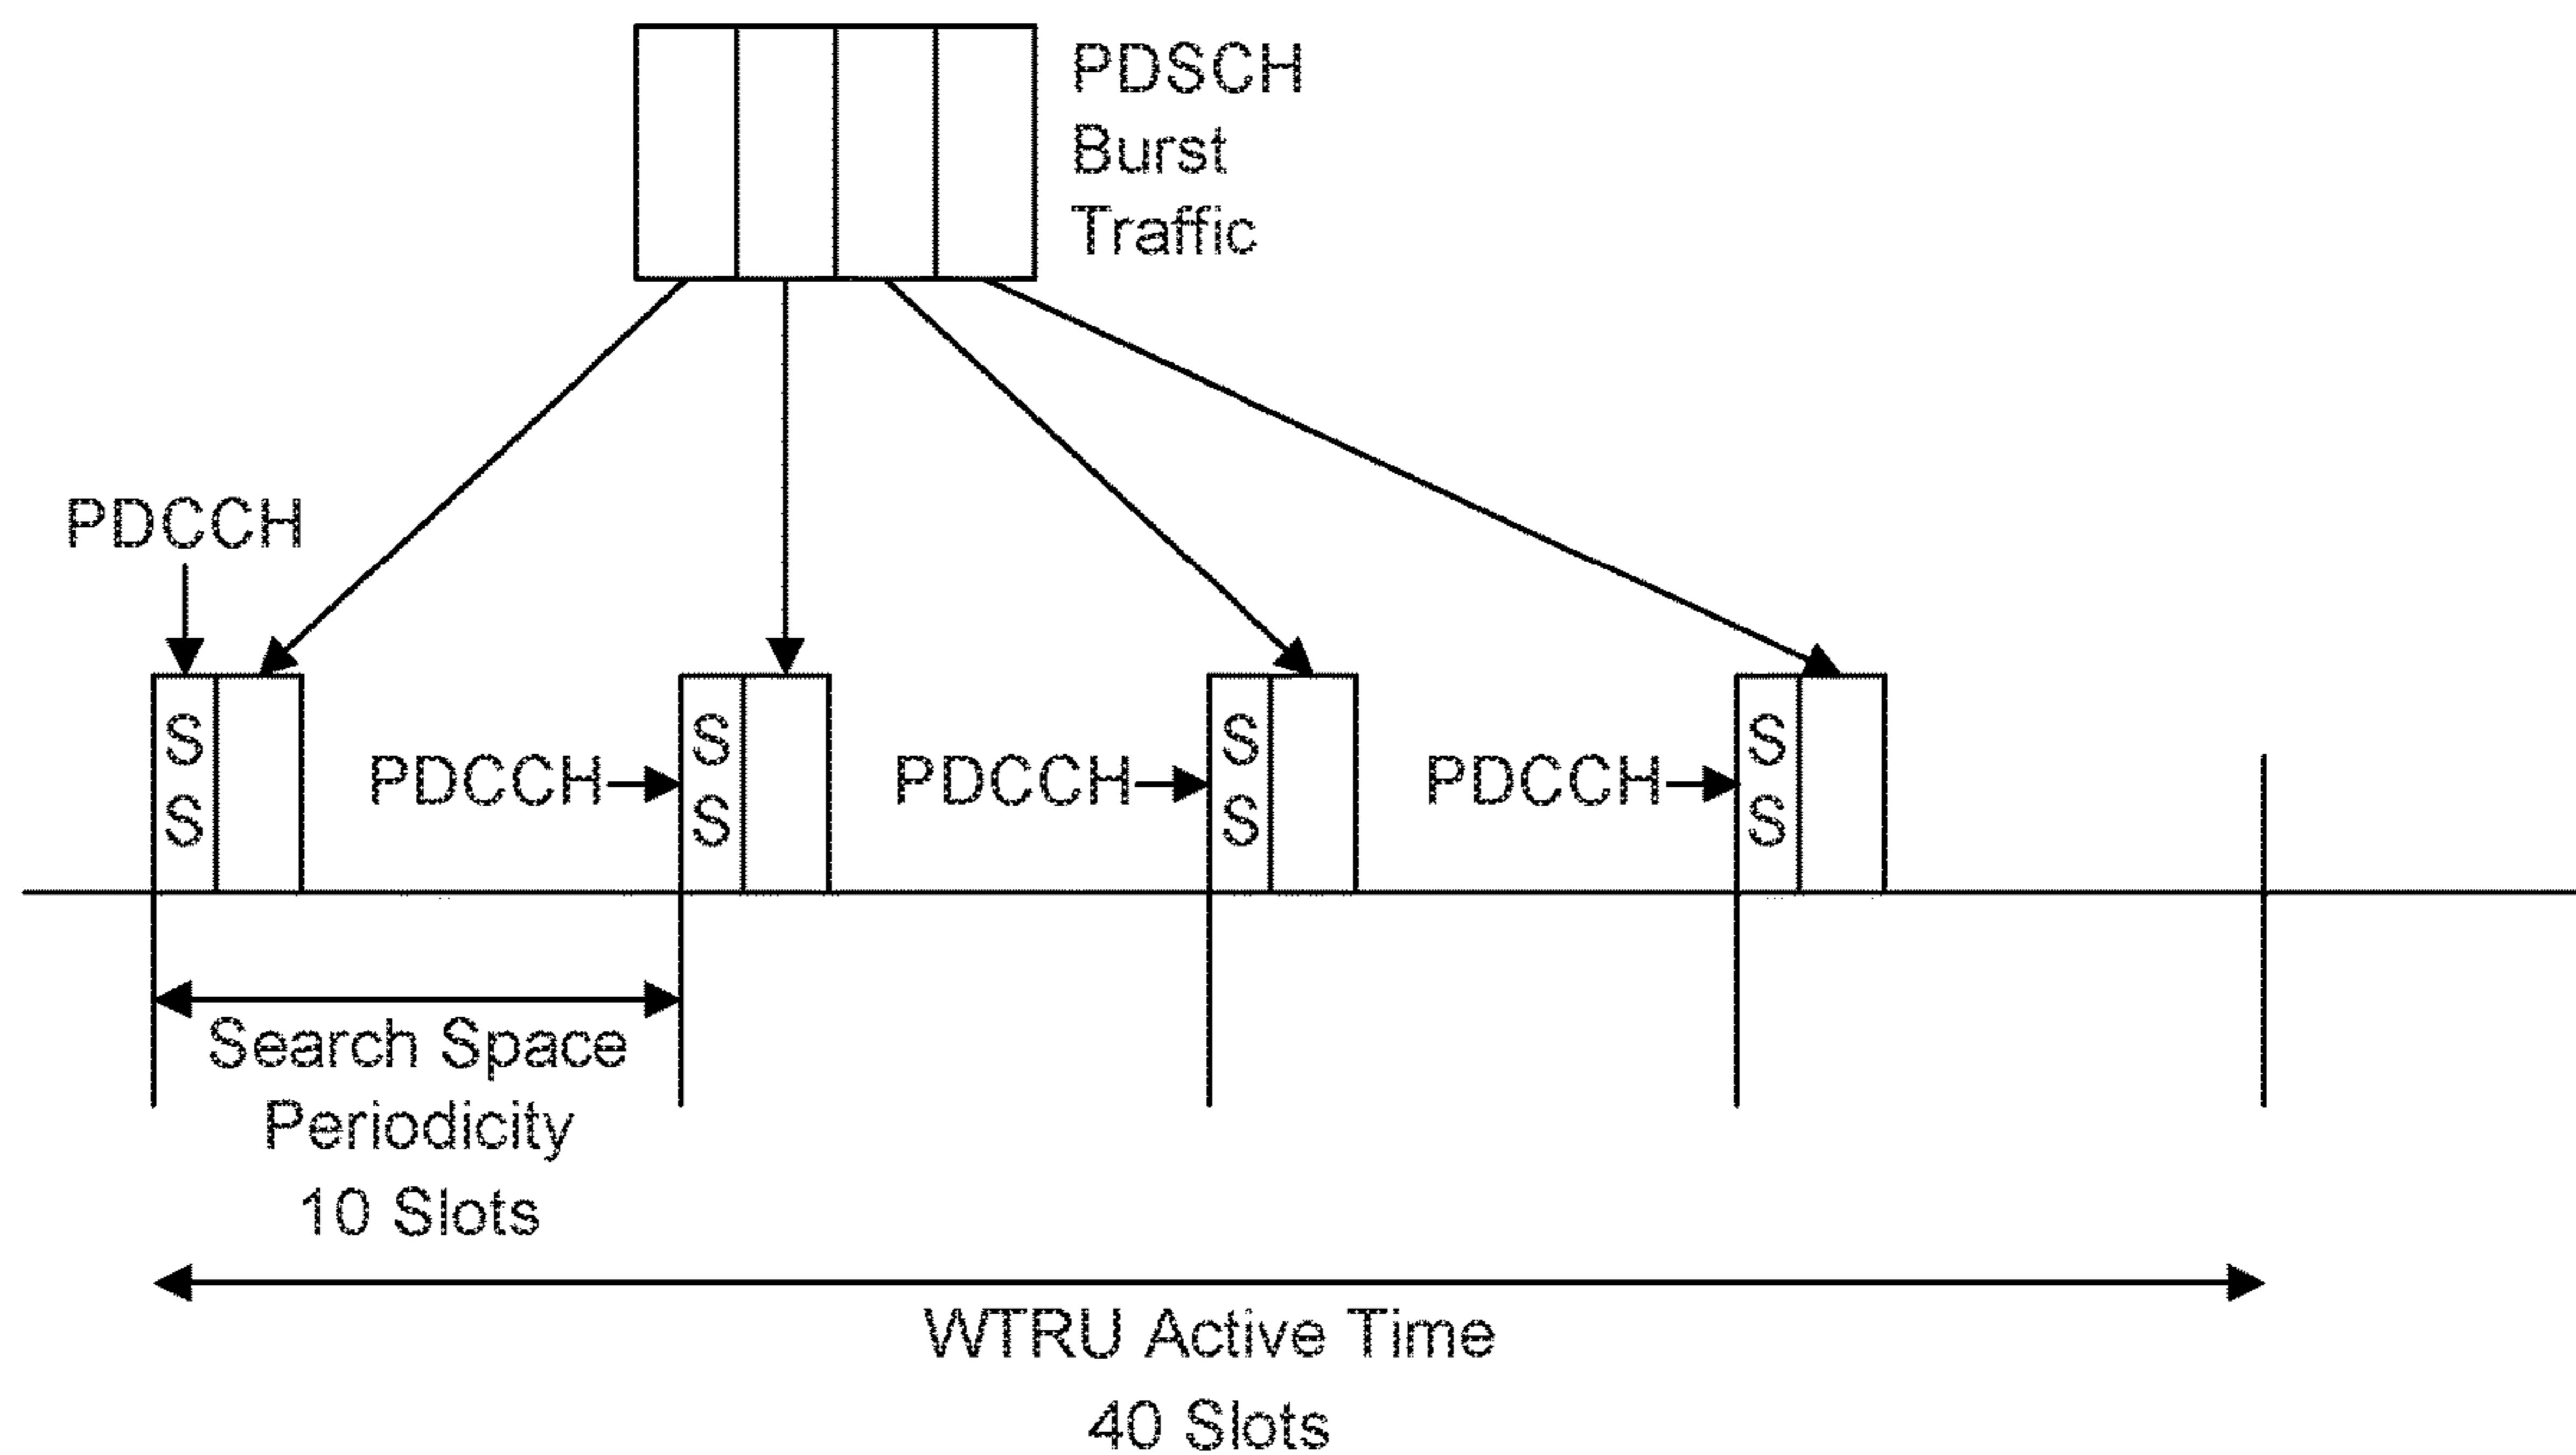 PDSCH
Burst
Traffic
PDCCH
S
S
PDCCH
S
S
PDCCH
S
S
PDCCH
S
S
Search Space
Periodicity
10 Slots
WTRU Active Time
40 Slots